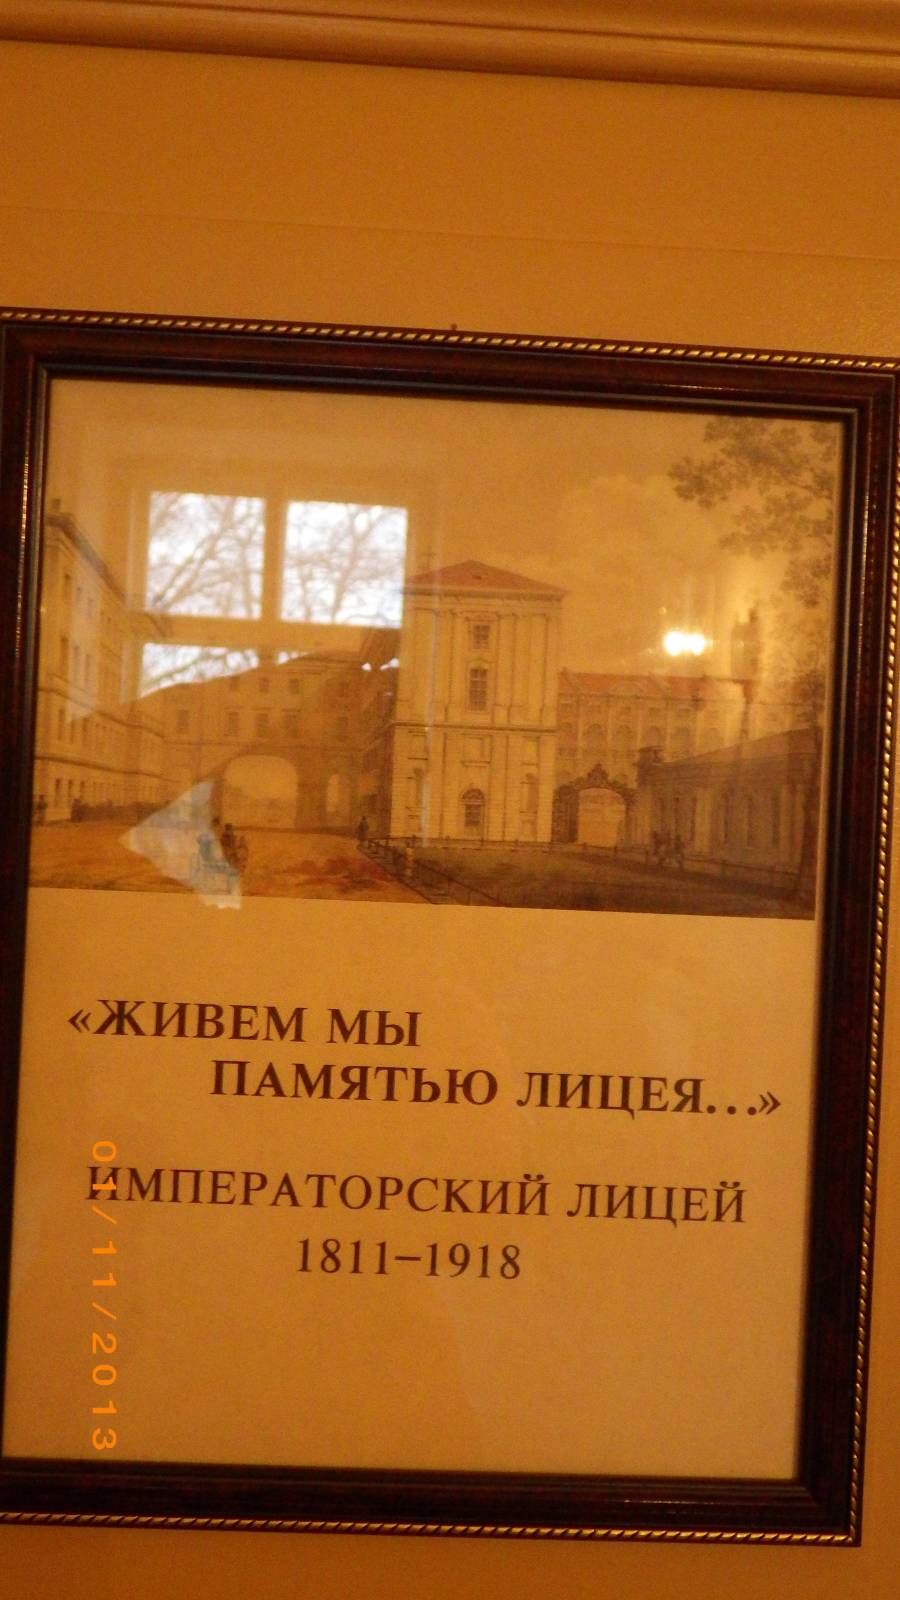 «ЖИВЕМ МЫ
ПАМЯТЬЮ ЛИЦЕЯ...»
ИМПЕРАТОРСКИЙ ЛИЦЕЙ
1811–1918
01/11/2013